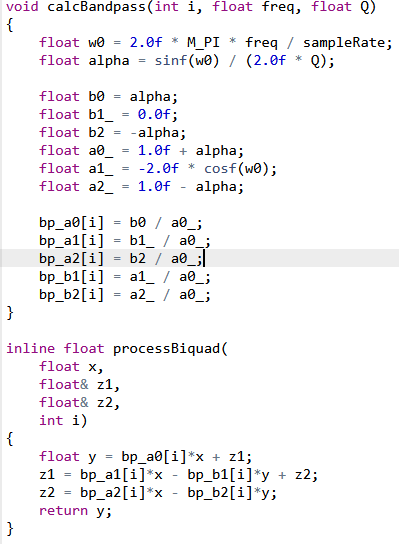 void calcBandpass(int i, float freq, float Q)
{
    float w0 = 2.0f * M_PI * freq / sampleRate;
    float alpha = sinf(w0) / (2.0f * Q);

    float b0 = alpha;
    float b1_ = 0.0f;
    float b2 = -alpha;
    float a0_ = 1.0f + alpha;
    float a1_ = -2.0f * cosf(w0);
    float a2_ = 1.0f - alpha;

    bp_a0[i] = b0 / a0_;
    bp_a1[i] = b1_ / a0_;
    bp_a2[i] = b2 / a0_;
    bp_b1[i] = a1_ / a0_;
    bp_b2[i] = a2_ / a0_;
}

inline float processBiquad(
    float x,
    float& z1,
    float& z2,
    int i)
{
    float y = bp_a0[i]*x + z1;
    z1 = bp_a1[i]*x - bp_b1[i]*y + z2;
    z2 = bp_a2[i]*x - bp_b2[i]*y;
    return y;
}